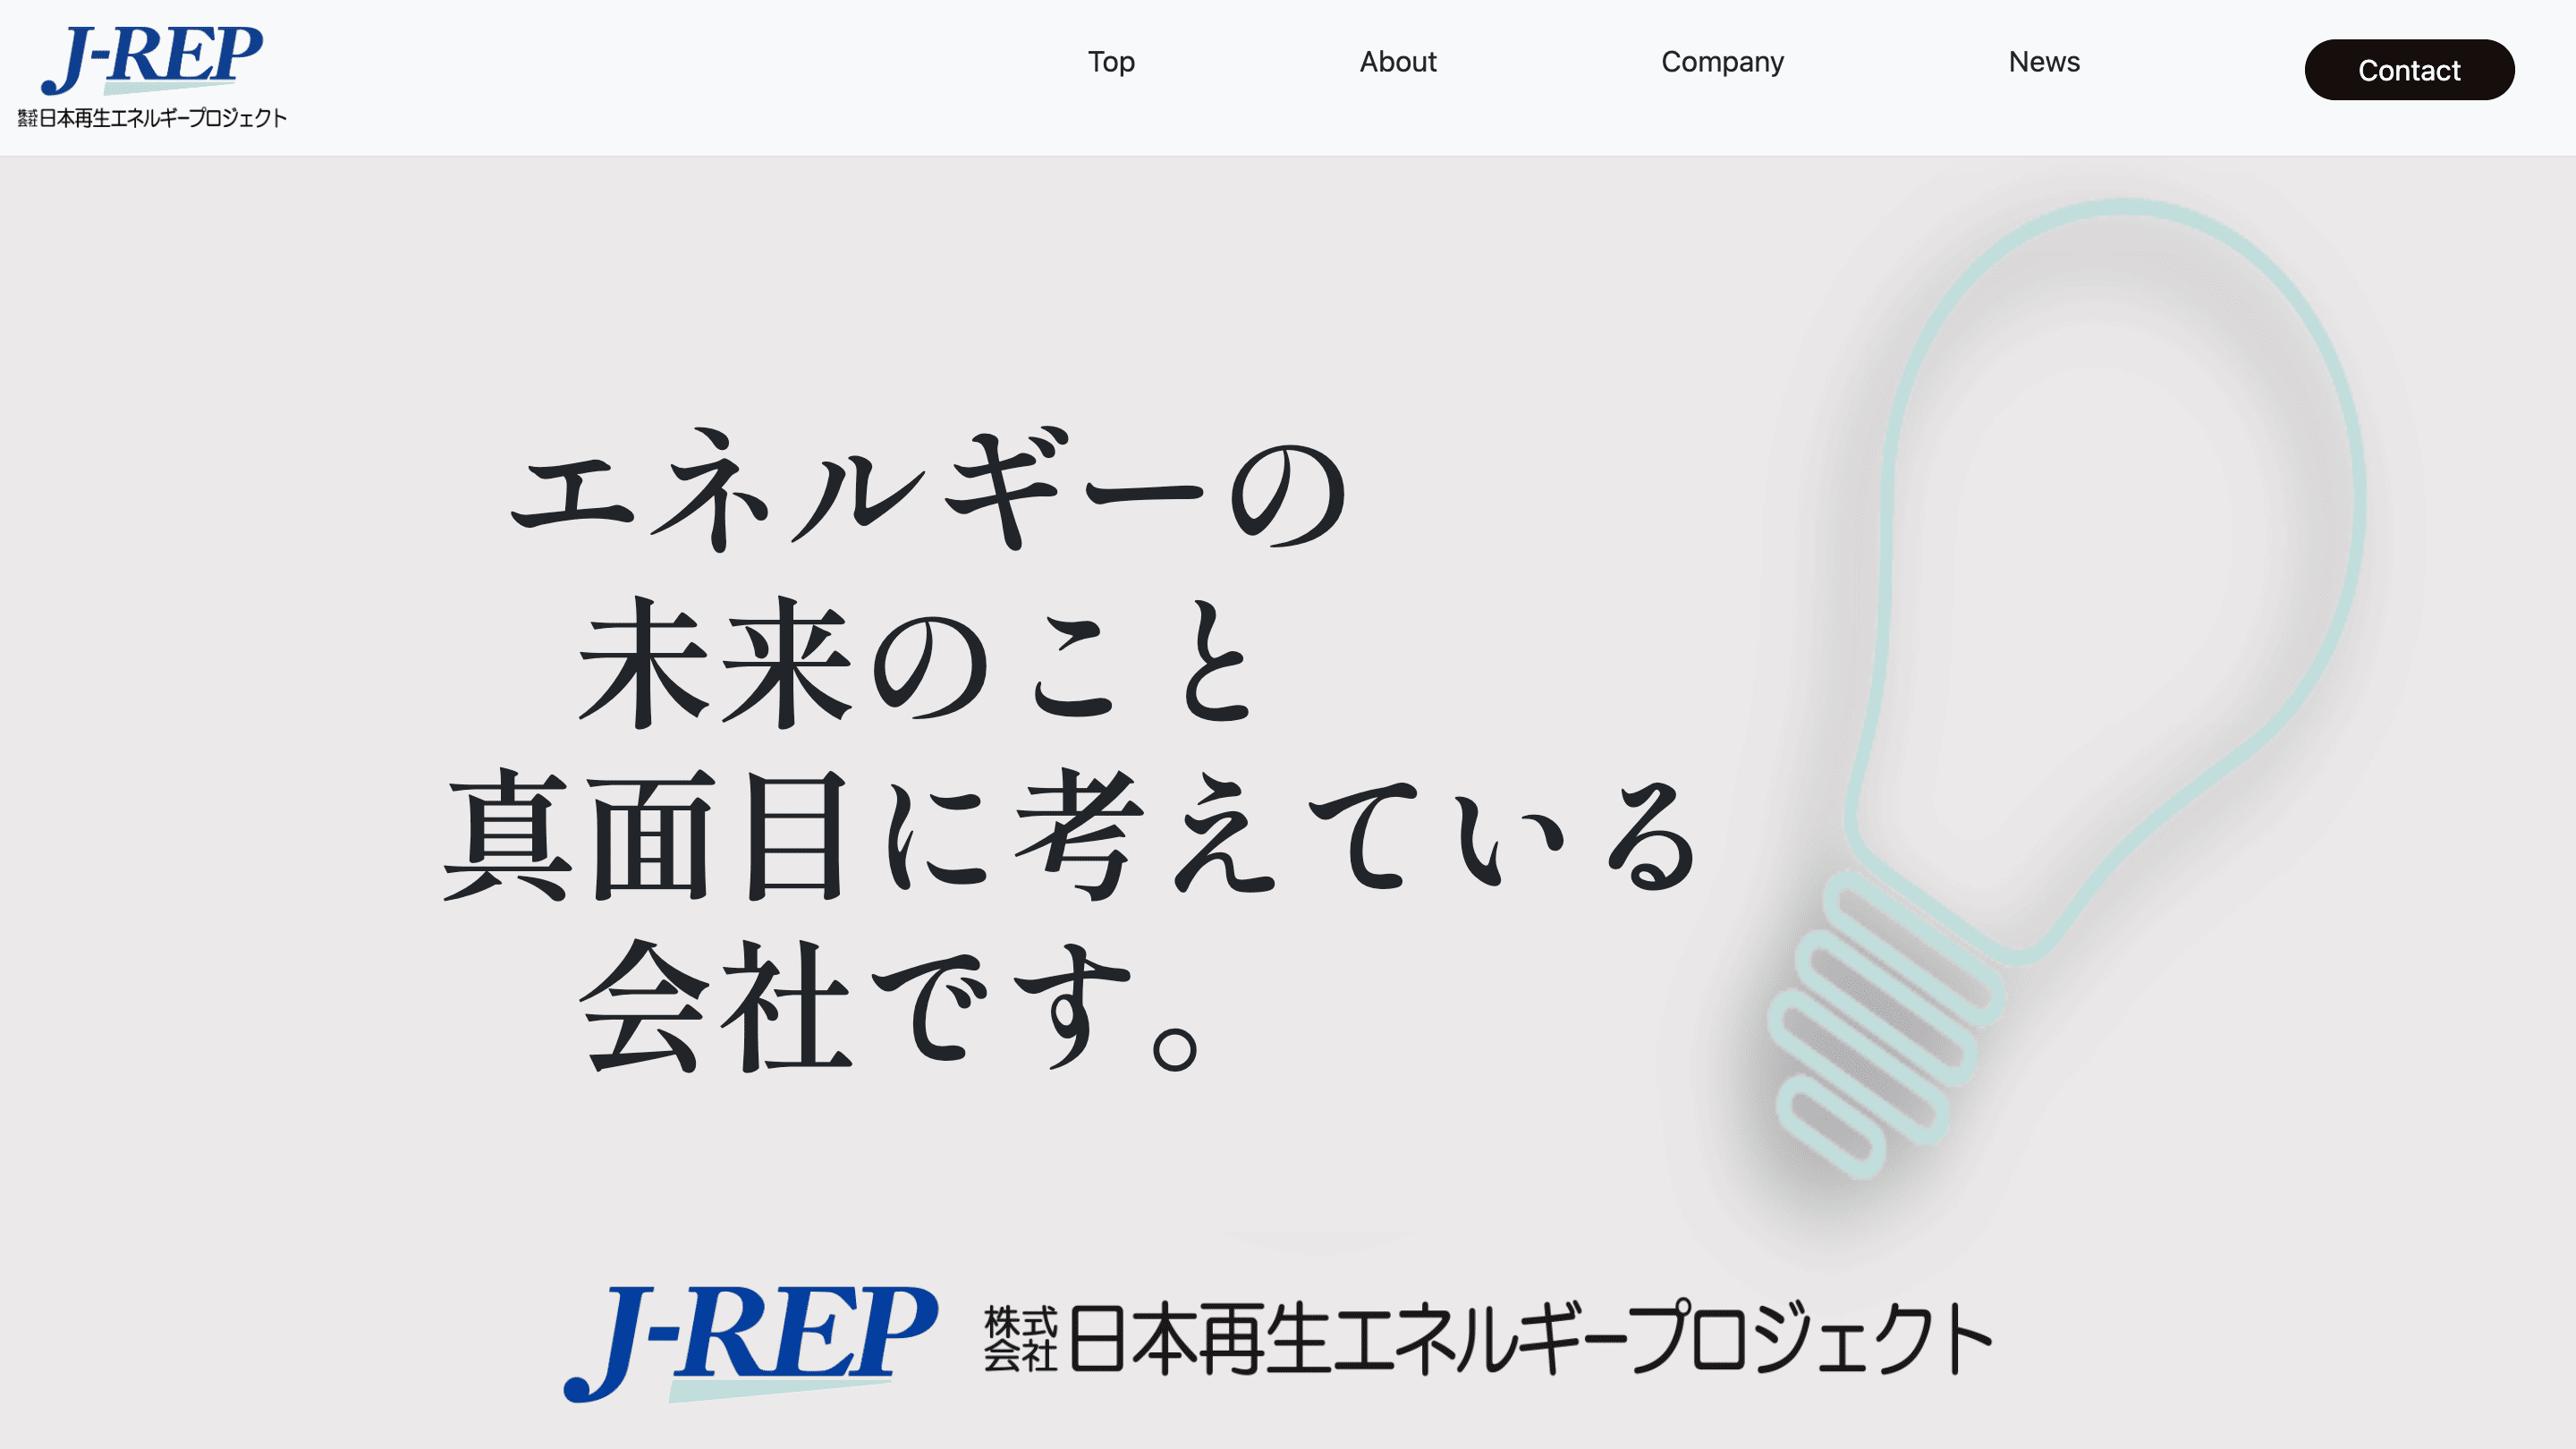 J-REP
株式会社日本再生エネルギープロジェクト
Top
About
Company
News
Contact
エネルギーの
未来のこと
真面目に考えている
会社です。
J-REP 株式会社日本再生エネルギープロジェクト